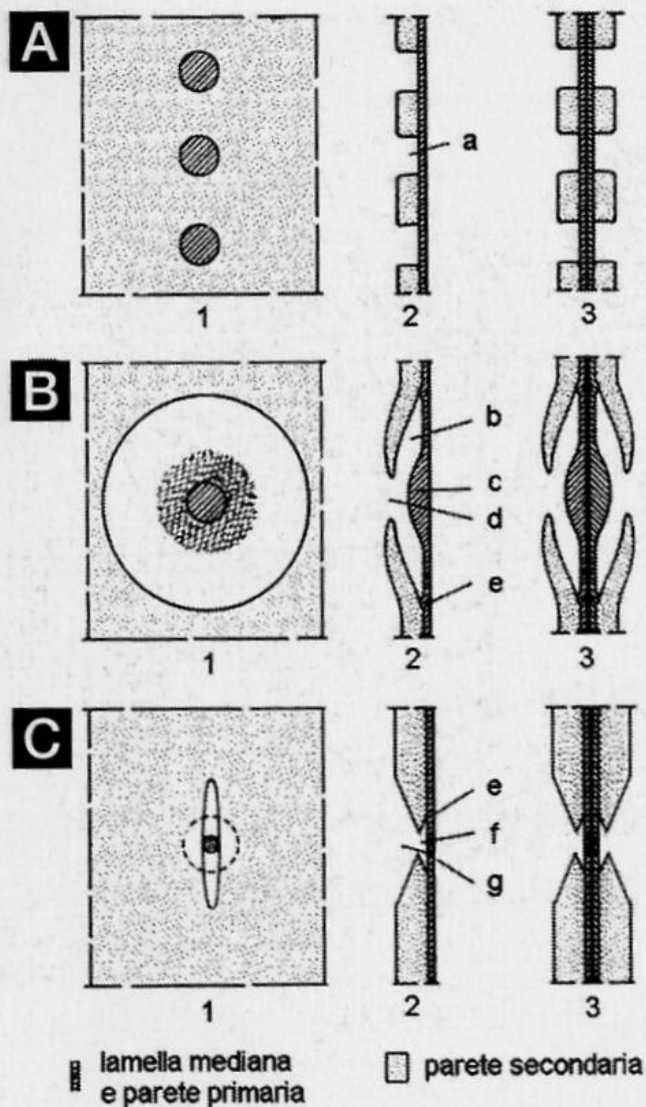 A
a
1
2
3
B
b
c
d
e
1
2
3
C
e
f
g
1
2
3
lamella mediana
e parete primaria
parete secondaria